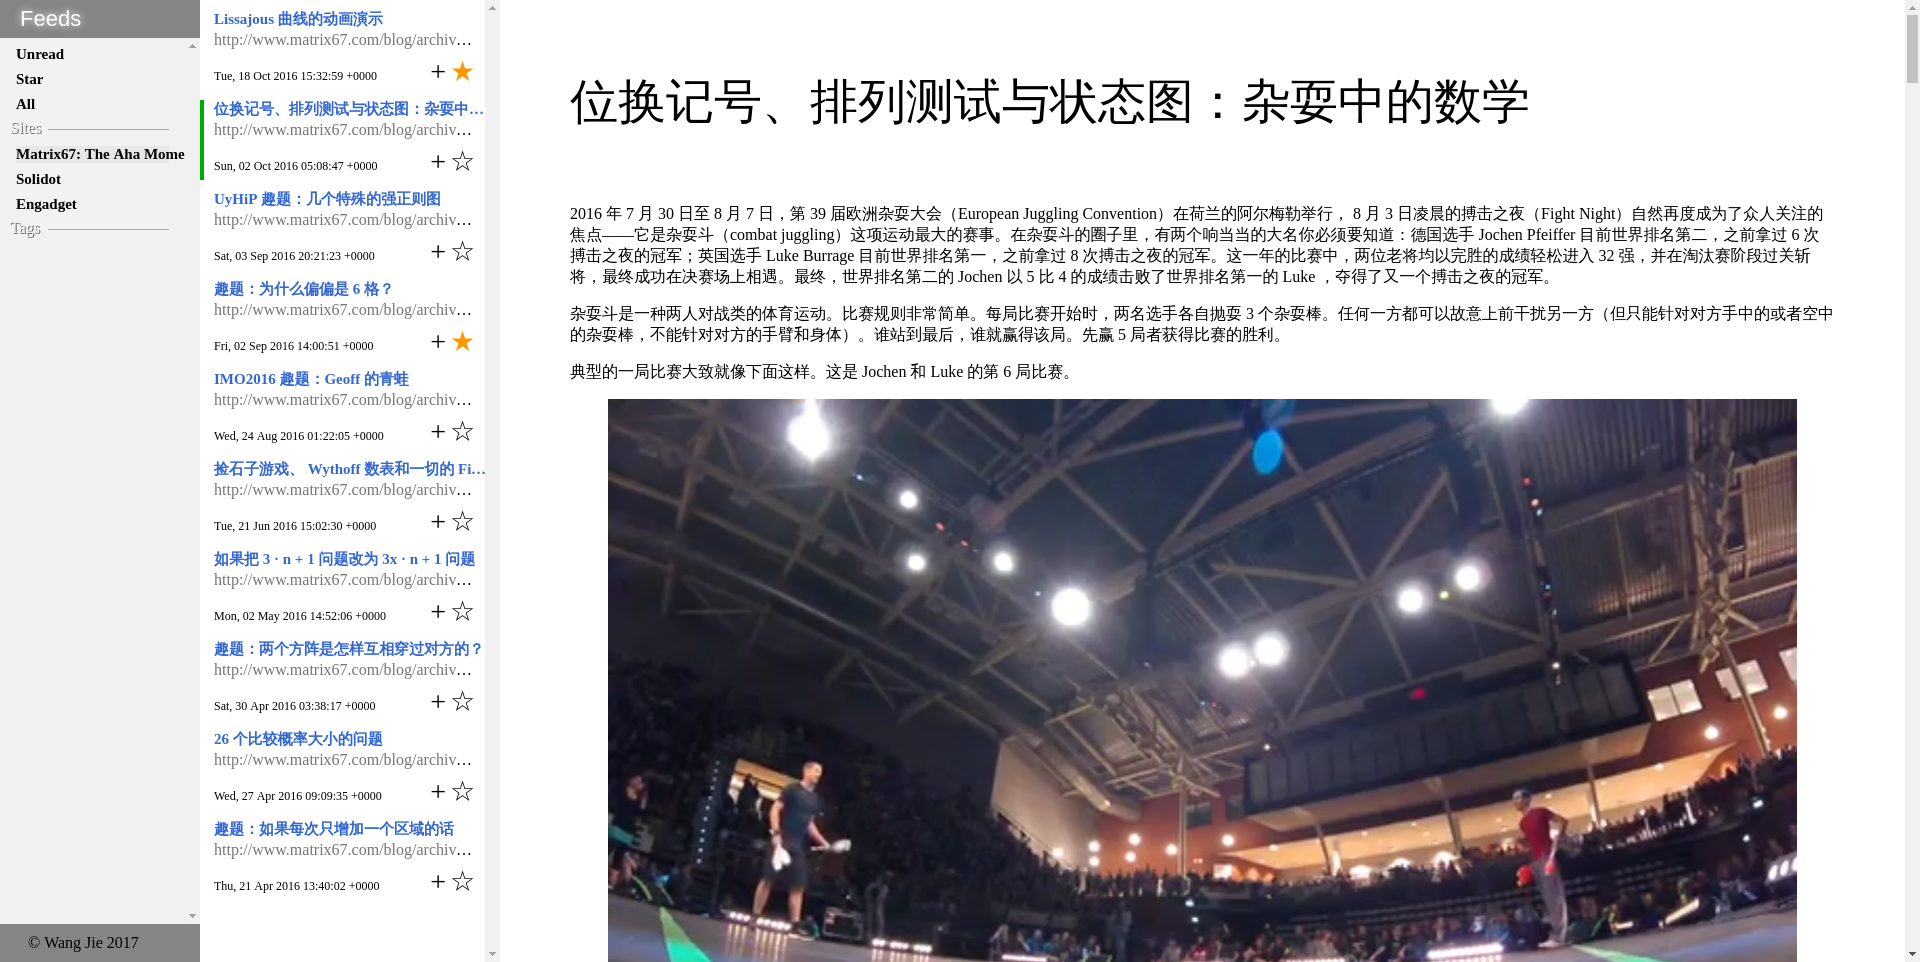 Feeds
Unread
Star
All
Sites
Matrix67: The Aha Mome
Solidot
Engadget
Tags
© Wang Jie 2017
Lissajous 曲线的动画演示
http://www.matrix67.com/blog/archiv…
Tue, 18 Oct 2016 15:32:59 +0000 + ★
位换记号、排列测试与状态图：杂耍中…
http://www.matrix67.com/blog/archiv…
Sun, 02 Oct 2016 05:08:47 +0000 + ☆
UyHiP 趣题：几个特殊的强正则图
http://www.matrix67.com/blog/archiv…
Sat, 03 Sep 2016 20:21:23 +0000 + ☆
趣题：为什么偏偏是 6 格？
http://www.matrix67.com/blog/archiv…
Fri, 02 Sep 2016 14:00:51 +0000 + ★
IMO2016 趣题：Geoff 的青蛙
http://www.matrix67.com/blog/archiv…
Wed, 24 Aug 2016 01:22:05 +0000 + ☆
捡石子游戏、 Wythoff 数表和一切的 Fi…
http://www.matrix67.com/blog/archiv…
Tue, 21 Jun 2016 15:02:30 +0000 + ☆
如果把 3 · n + 1 问题改为 3x · n + 1 问题
http://www.matrix67.com/blog/archiv…
Mon, 02 May 2016 14:52:06 +0000 + ☆
趣题：两个方阵是怎样互相穿过对方的？
http://www.matrix67.com/blog/archiv…
Sat, 30 Apr 2016 03:38:17 +0000 + ☆
26 个比较概率大小的问题
http://www.matrix67.com/blog/archiv…
Wed, 27 Apr 2016 09:09:35 +0000 + ☆
趣题：如果每次只增加一个区域的话
http://www.matrix67.com/blog/archiv…
Thu, 21 Apr 2016 13:40:02 +0000 + ☆
位换记号、排列测试与状态图：杂耍中的数学
2016 年 7 月 30 日至 8 月 7 日，第 39 届欧洲杂耍大会（European Juggling Convention）在荷兰的阿尔梅勒举行， 8 月 3 日凌晨的搏击之夜（Fight Night）自然再度成为了众人关注的
焦点——它是杂耍斗（combat juggling）这项运动最大的赛事。在杂耍斗的圈子里，有两个响当当的大名你必须要知道：德国选手 Jochen Pfeiffer 目前世界排名第二，之前拿过 6 次
搏击之夜的冠军；英国选手 Luke Burrage 目前世界排名第一，之前拿过 8 次搏击之夜的冠军。这一年的比赛中，两位老将均以完胜的成绩轻松进入 32 强，并在淘汰赛阶段过关斩
将，最终成功在决赛场上相遇。最终，世界排名第二的 Jochen 以 5 比 4 的成绩击败了世界排名第一的 Luke ，夺得了又一个搏击之夜的冠军。
杂耍斗是一种两人对战类的体育运动。比赛规则非常简单。每局比赛开始时，两名选手各自抛耍 3 个杂耍棒。任何一方都可以故意上前干扰另一方（但只能针对对方手中的或者空中
的杂耍棒，不能针对对方的手臂和身体）。谁站到最后，谁就赢得该局。先赢 5 局者获得比赛的胜利。
典型的一局比赛大致就像下面这样。这是 Jochen 和 Luke 的第 6 局比赛。